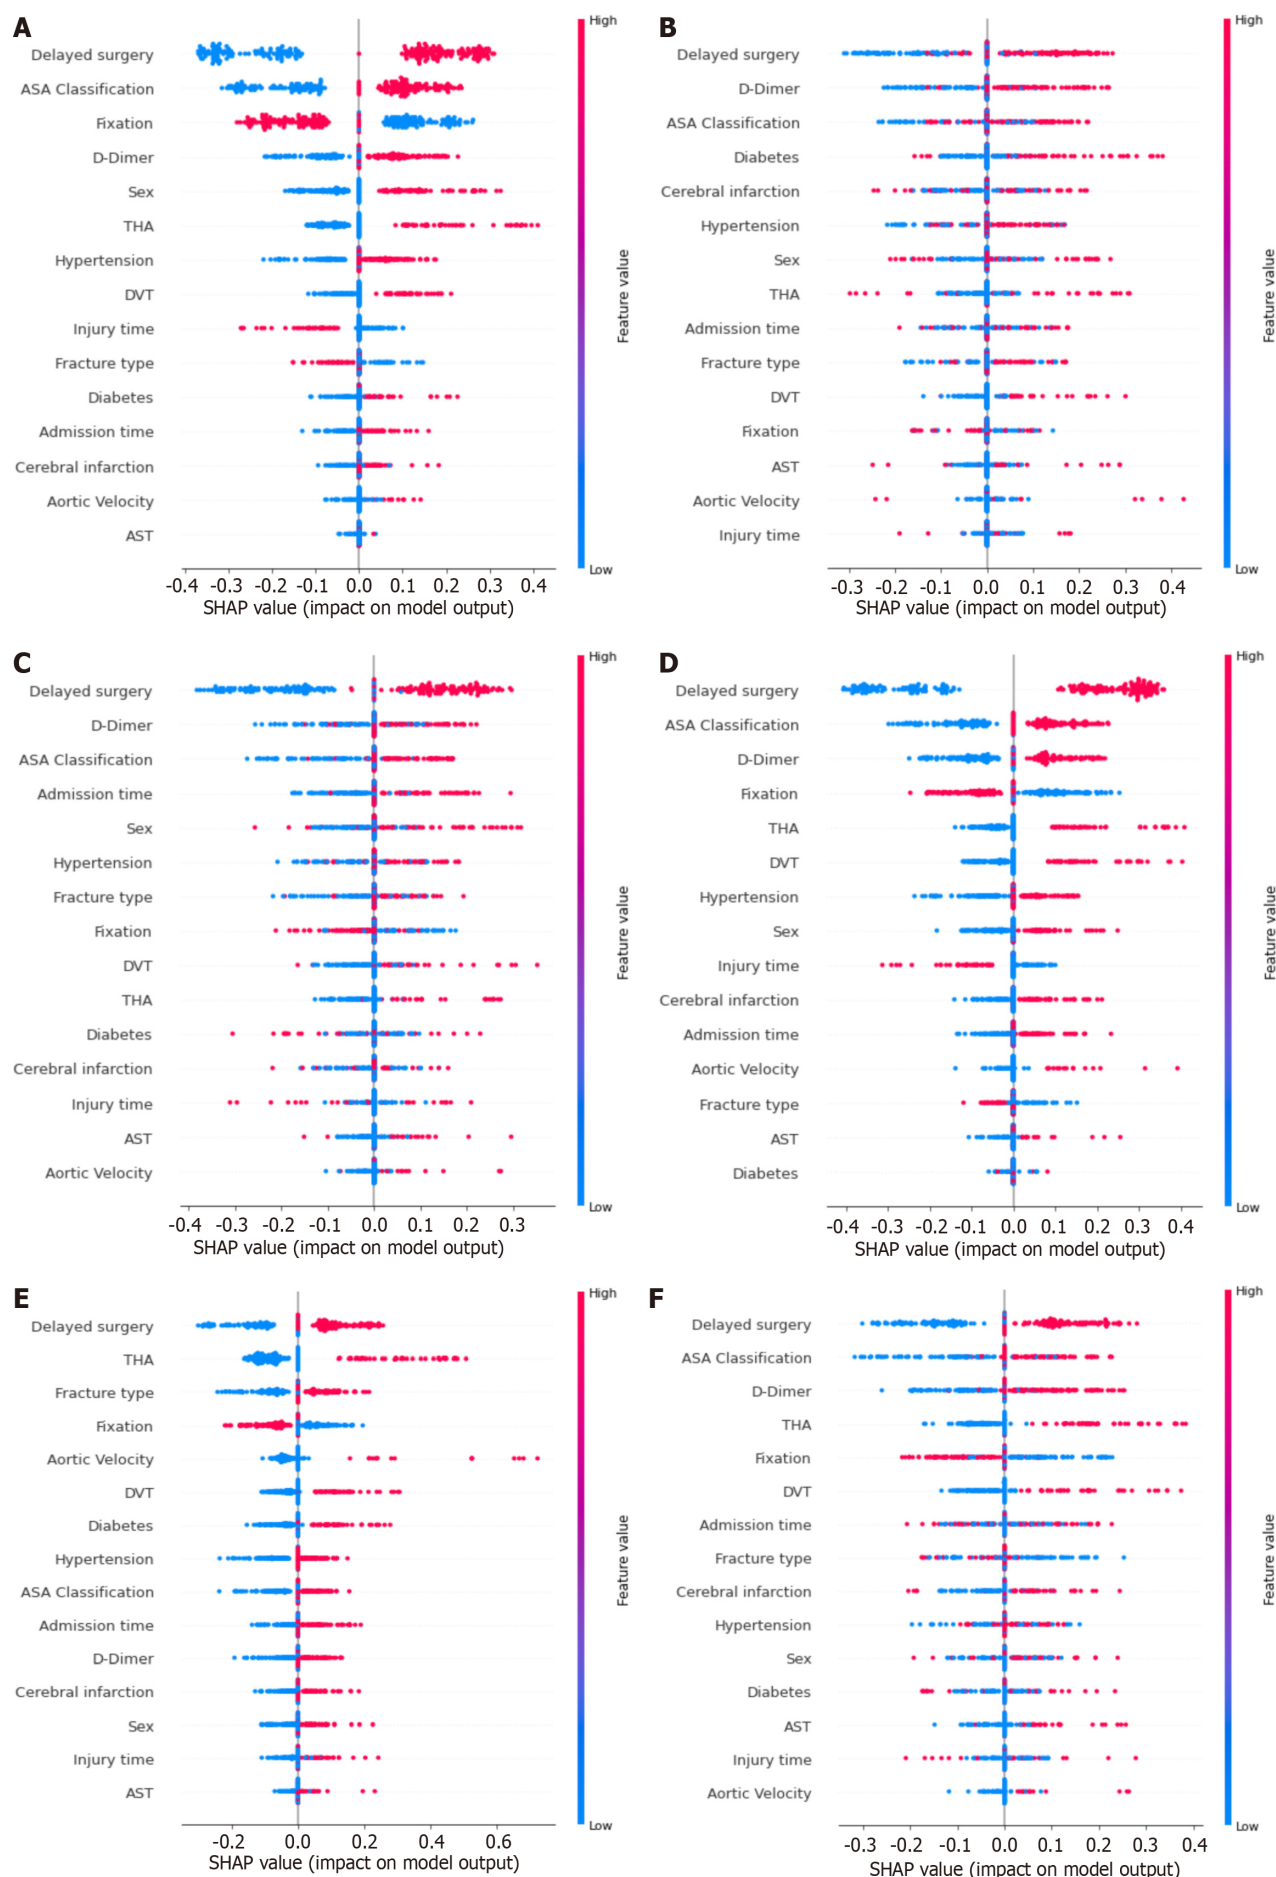 A
High
Delayed surgery
ASA Classification
Fixation
D-Dimer
Sex
THA
Hypertension
DVT
Injury time
Fracture type
Diabetes
Admission time
Cerebral infarction
Aortic Velocity
AST
Feature value
Low
-0.4 -0.3 -0.2 -0.1 0.0 0.1 0.2 0.3 0.4
SHAP value (impact on model output)
B
High
Delayed surgery
D-Dimer
ASA Classification
Diabetes
Cerebral infarction
Hypertension
Sex
THA
Admission time
Fracture type
DVT
Fixation
AST
Aortic Velocity
Injury time
Feature value
Low
-0.3 -0.2 -0.1 0.0 0.1 0.2 0.3 0.4
SHAP value (impact on model output)
C
High
Delayed surgery
D-Dimer
ASA Classification
Admission time
Sex
Hypertension
Fracture type
Fixation
DVT
THA
Diabetes
Cerebral infarction
Injury time
AST
Aortic Velocity
Feature value
Low
-0.4 -0.3 -0.2 -0.1 0.0 0.1 0.2 0.3
SHAP value (impact on model output)
D
High
Delayed surgery
ASA Classification
D-Dimer
Fixation
THA
DVT
Hypertension
Sex
Injury time
Cerebral infarction
Admission time
Aortic Velocity
Fracture type
AST
Diabetes
Feature value
Low
-0.4 -0.3 -0.2 -0.1 0.0 0.1 0.2 0.3 0.4
SHAP value (impact on model output)
E
High
Delayed surgery
THA
Fracture type
Fixation
Aortic Velocity
DVT
Diabetes
Hypertension
ASA Classification
Admission time
D-Dimer
Cerebral infarction
Sex
Injury time
AST
Feature value
Low
-0.2 0.0 0.2 0.4 0.6
SHAP value (impact on model output)
F
High
Delayed surgery
ASA Classification
D-Dimer
THA
Fixation
DVT
Admission time
Fracture type
Cerebral infarction
Hypertension
Sex
Diabetes
AST
Injury time
Aortic Velocity
Feature value
Low
-0.3 -0.2 -0.1 0.0 0.1 0.2 0.3 0.4
SHAP value (impact on model output)